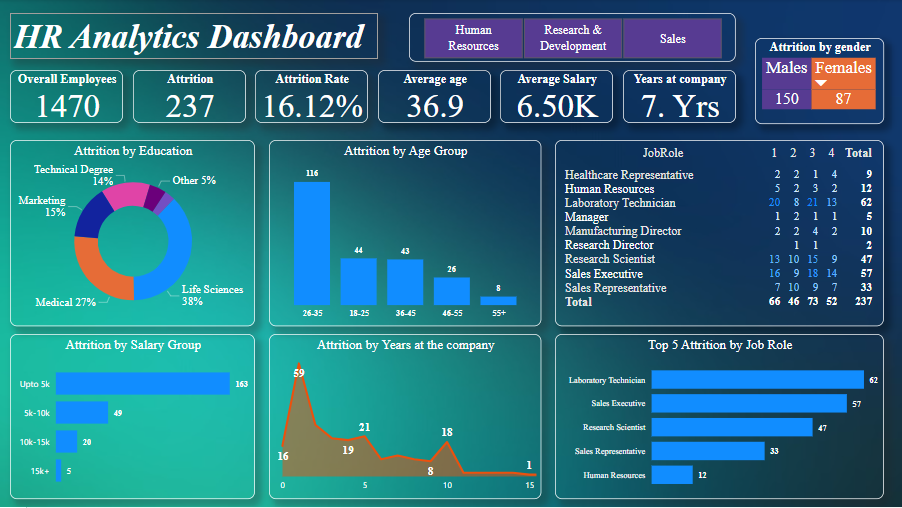 HR Analytics Dashboard
Human
Resources
Research &
Development
Sales
Attrition by gender
Males Females
150 87
Overall Employees
1470
Attrition
237
Attrition Rate
16.12%
Average age
36.9
Average Salary
6.50K
Years at company
7. Yrs
Attrition by Education
Technical Degree
14%
Other 5%
Marketing
15%
Medical 27%
Life Sciences
38%
Attrition by Age Group
116
44
43
26
8
26-35 18-25 36-45 46-55 55+
JobRole 1 2 3 4 Total
Healthcare Representative 2 2 1 4 9
Human Resources 5 2 3 2 12
Laboratory Technician 20 8 21 13 62
Manager 1 2 1 1 5
Manufacturing Director 2 2 4 2 10
Research Director 1 1 2
Research Scientist 13 10 15 9 47
Sales Executive 16 9 18 14 57
Sales Representative 7 10 9 7 33
Total 66 46 73 52 237
Attrition by Salary Group
Upto 5k 163
5k-10k 49
10k-15k 20
15k+ 5
Attrition by Years at the company
59
16
19
21
8
18
1
0 5 10 15
Top 5 Attrition by Job Role
Laboratory Technician 62
Sales Executive 57
Research Scientist 47
Sales Representative 33
Human Resources 12